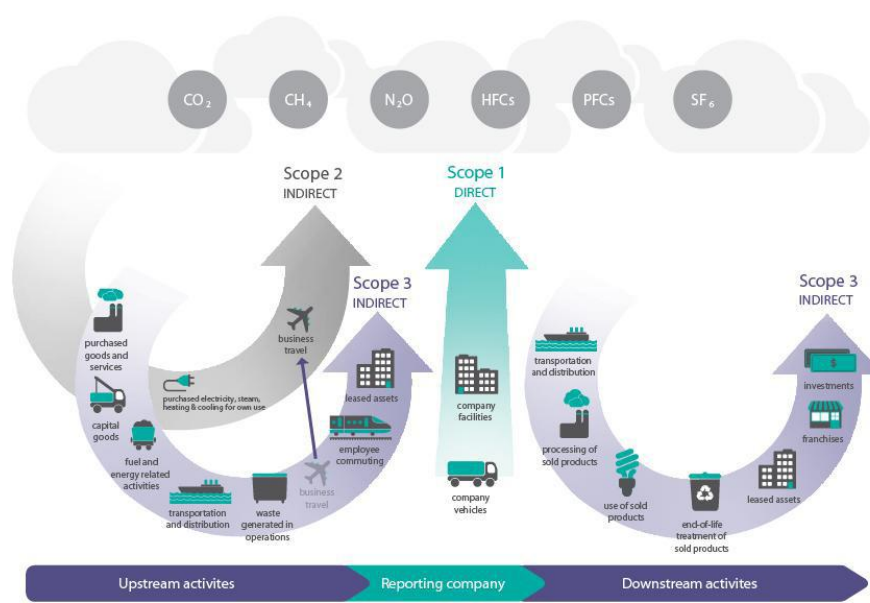 CO₂
CH₄
N₂O
HFCs
PFCs
SF₆
Scope 2
INDIRECT
Scope 1
DIRECT
Scope 3
INDIRECT
Scope 3
INDIRECT
purchased
goods and
services
capital
goods
fuel and
energy related
activities
purchased electricity, steam,
heating & cooling for own use
business
travel
transportation
and distribution
waste
generated in
operations
business
travel
employee
commuting
leased assets
company
facilities
company
vehicles
transportation
and distribution
processing of
sold products
use of sold
products
end-of-life
treatment of
sold products
leased assets
franchises
investments
$
Upstream activites
Reporting company
Downstream activites